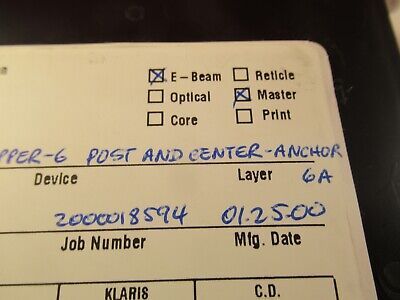 E-Beam Reticle
Optical Master
Core Print
PPER-6 POST AND CENTER-ANCHOR
Device Layer 6A
2000018594 01.25.00
Job Number Mfg. Date
KLARIS C.D.